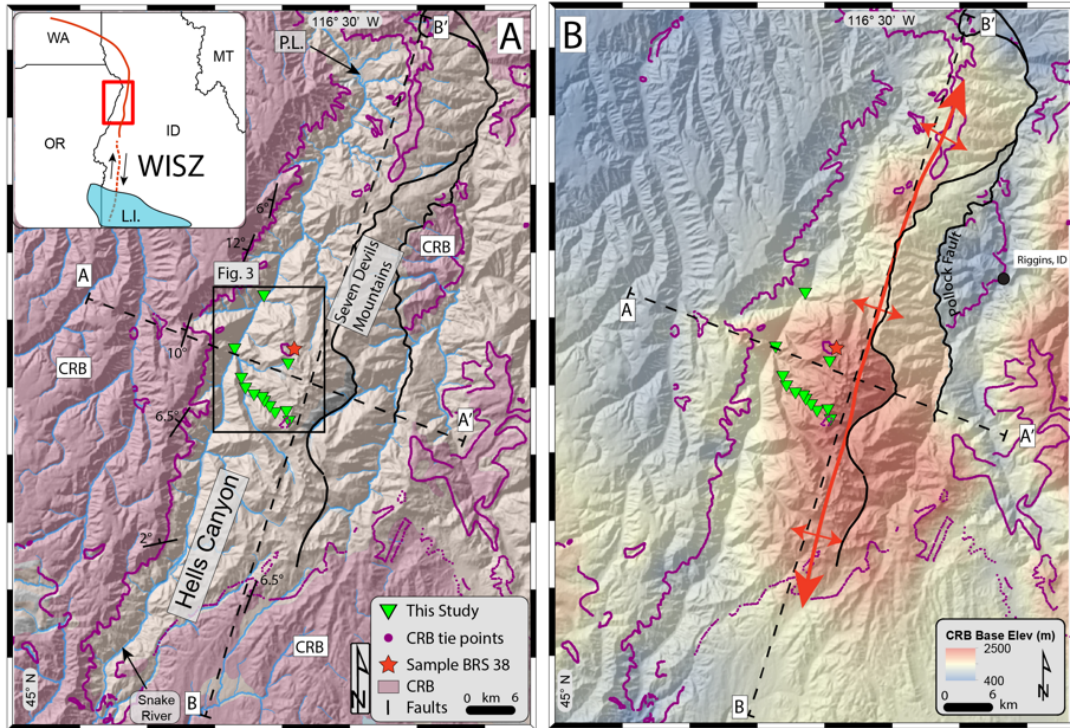 116° 30' W
A
WA
MT
OR
ID
WISZ
L.I.
P.L.
B'
6°
12°
CRB
Fig. 3
A
Seven Devils
Mountains
10°
CRB
6.5°
A'
Hells Canyon
2°
6.5°
CRB
Snake
River
B
45° N
This Study
CRB tie points
Sample BRS 38
CRB
Faults
0 km 6
N
116° 30' W
B
B'
Pollock Fault
Riggins, ID
A
A'
B
45° N
CRB Base Elev (m)
2500
400
0 km 6
N